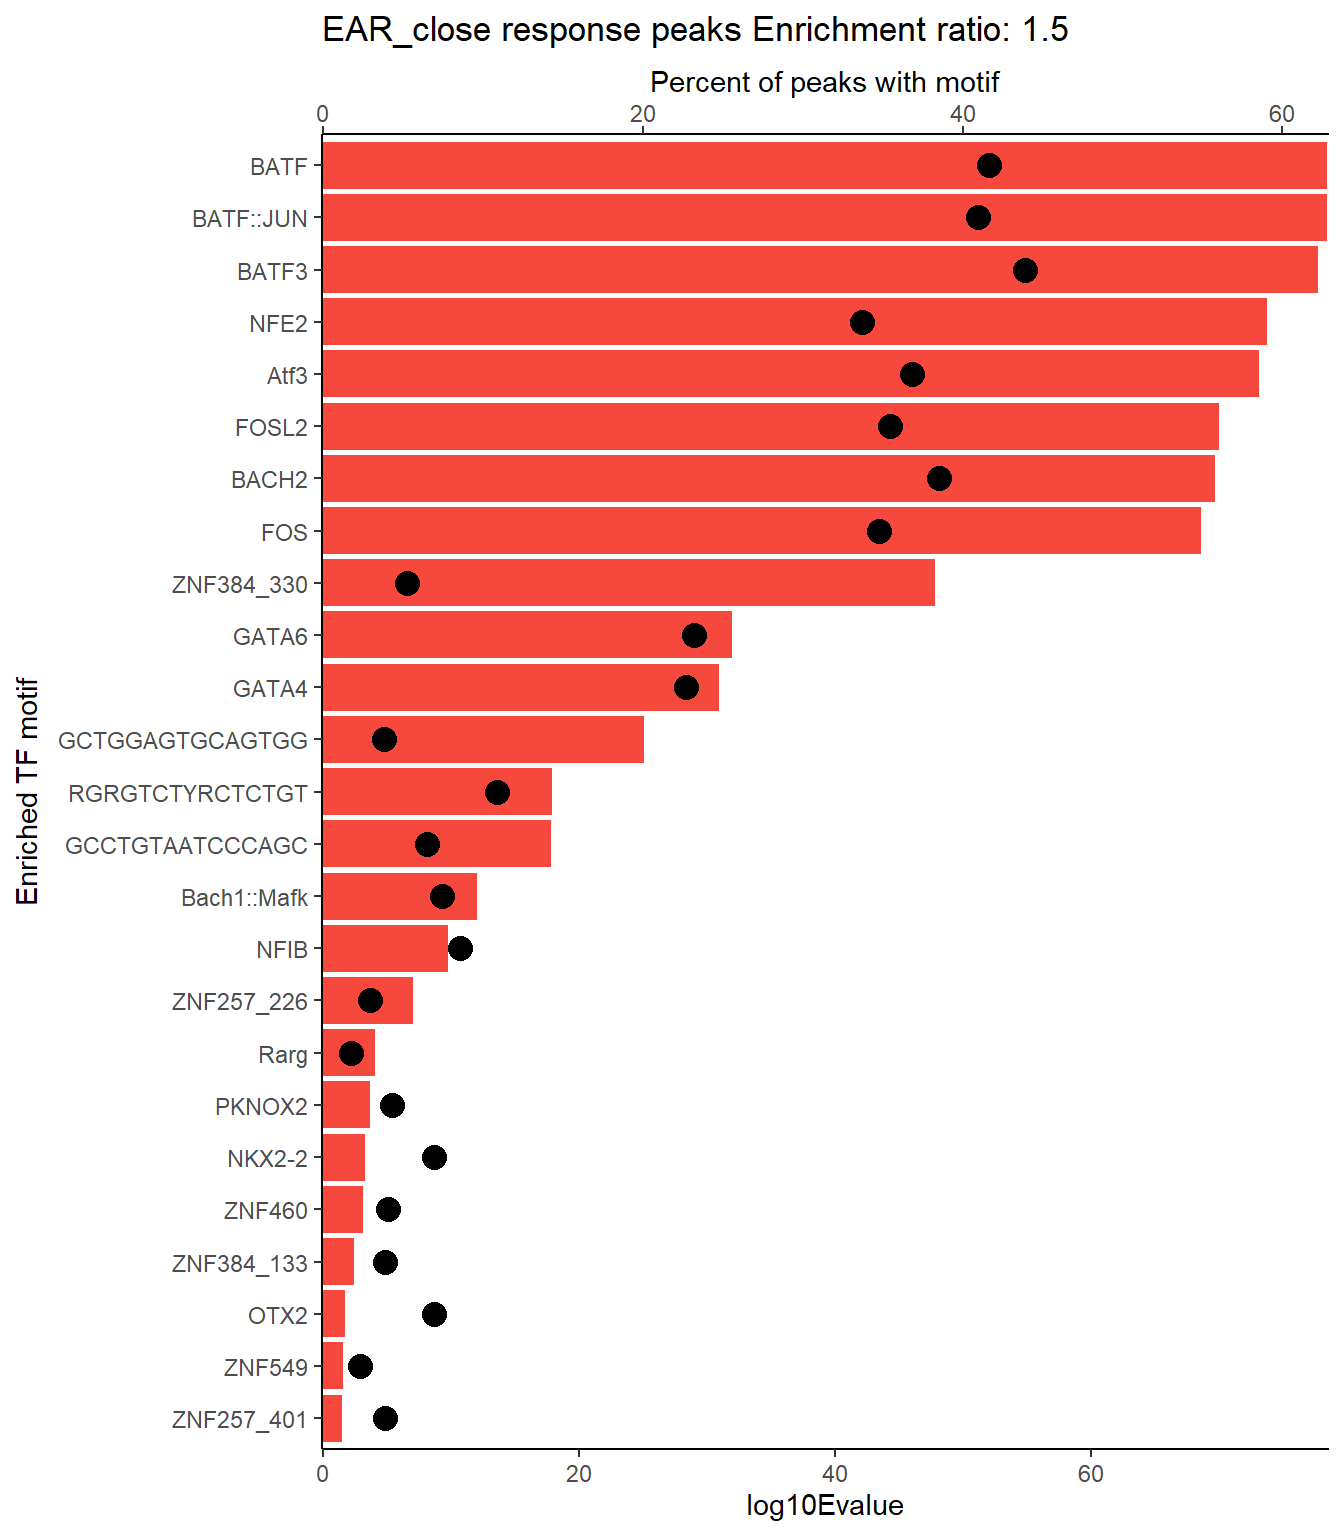 EAR_close response peaks Enrichment ratio: 1.5
Percent of peaks with motif
0 20 40 60
BATF
BATF::JUN
BATF3
NFE2
Atf3
FOSL2
BACH2
FOS
ZNF384_330
GATA6
GATA4
GCTGGAGTGCAGTGG
RGRGTCTYRCTCTGT
GCCTGTAATCCCAGC
Bach1::Mafk
NFIB
ZNF257_226
Rarg
PKNOX2
NKX2-2
ZNF460
ZNF384_133
OTX2
ZNF549
ZNF257_401
Enriched TF motif
0 20 40 60
log10Evalue